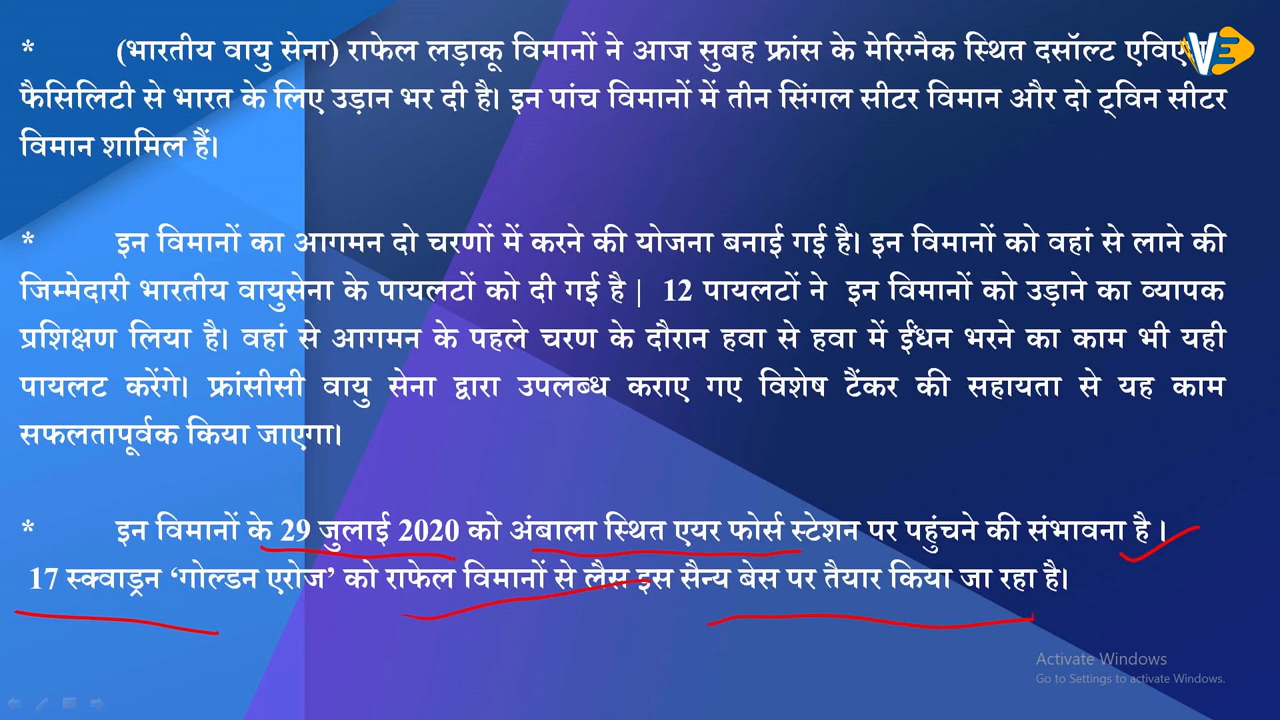 * (भारतीय वायु सेना) राफेल लड़ाकू विमानों ने आज सुबह फ्रांस के मेरिग्नैक स्थित दसॉल्ट
फैसिलिटी से भारत के लिए उड़ान भर दी है। इन पांच विमानों में तीन सिंगल सीटर विमान और दो ट्विन सीटर
विमान शामिल हैं।
* इन विमानों का आगमन दो चरणों में करने की योजना बनाई गई है। इन विमानों को वहां से लाने की
जिम्मेदारी भारतीय वायुसेना के पायलटों को दी गई है | 12 पायलटों ने इन विमानों को उड़ाने का व्यापक
प्रशिक्षण लिया है। वहां से आगमन के पहले चरण के दौरान हवा से हवा में ईंधन भरने का काम भी यही
पायलट करेंगे। फ्रांसीसी वायु सेना द्वारा उपलब्ध कराए गए विशेष टैंकर की सहायता से यह काम
सफलतापूर्वक किया जाएगा।
* इन विमानों के 29 जुलाई 2020 को अंबाला स्थित एयर फोर्स स्टेशन पर पहुंचने की संभावना है ।
17 स्क्वाड्रन ‘गोल्डन एरोज’ को राफेल विमानों से लैस इस सैन्य बेस पर तैयार किया जा रहा है।
VE
Activate Windows
Go to Settings to activate Windows.